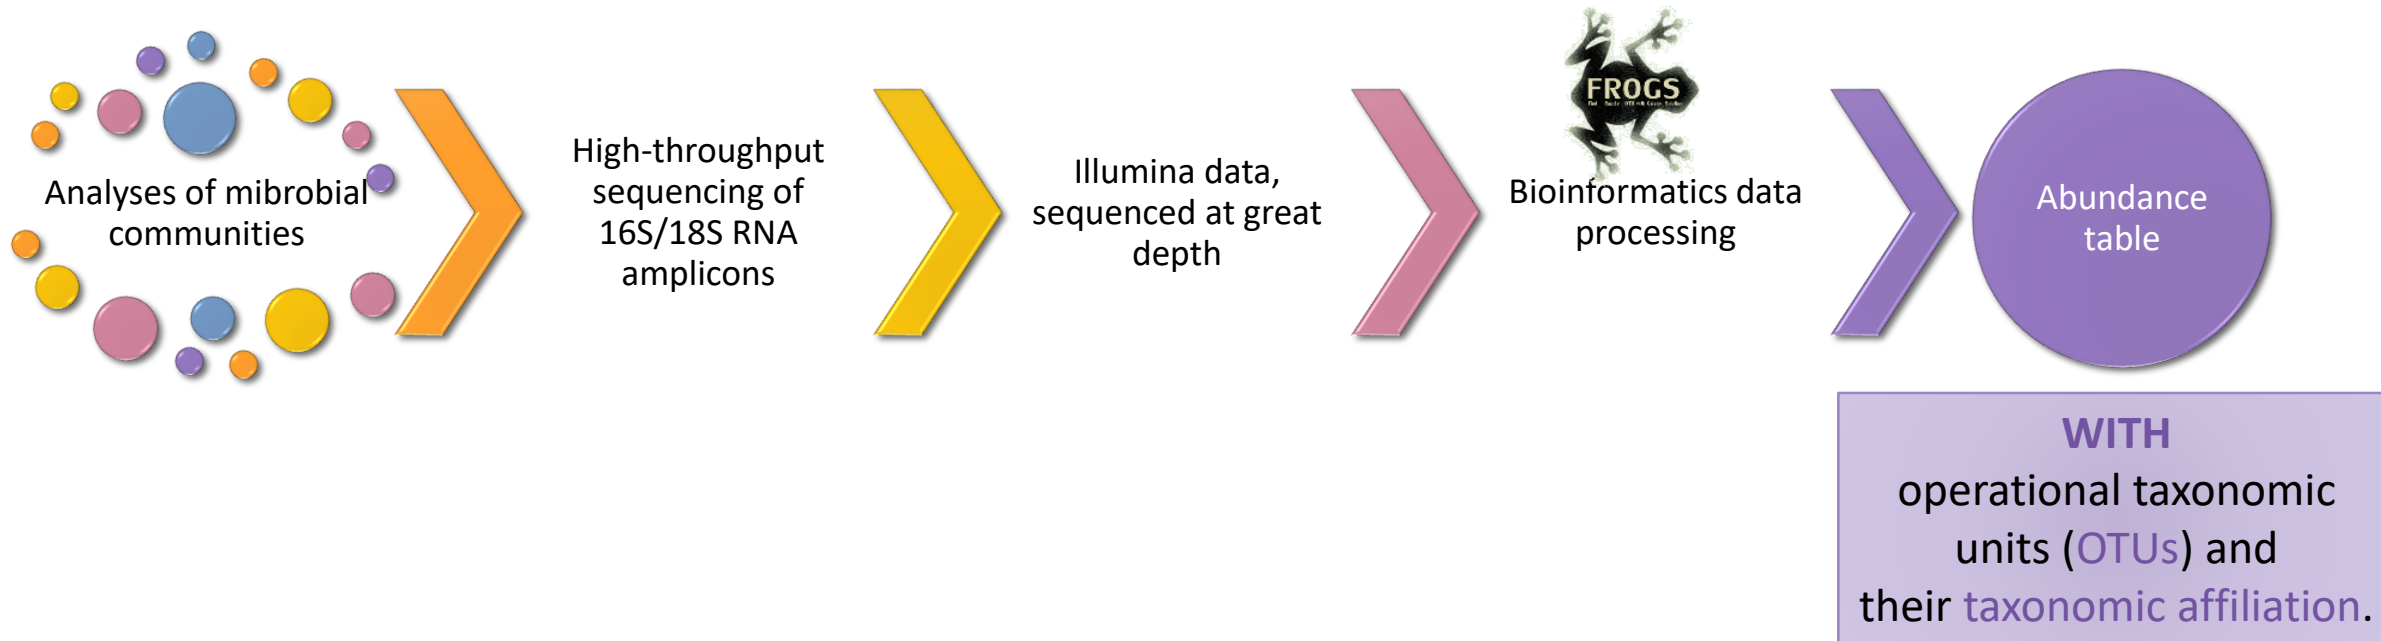 Analyses of mibrobial
communities
High-throughput
sequencing of
16S/18S RNA
amplicons
Illumina data,
sequenced at great
depth
FROGS
Bioinformatics data
processing
Abundance
table
WITH
operational taxonomic
units (OTUs) and
their taxonomic affiliation.